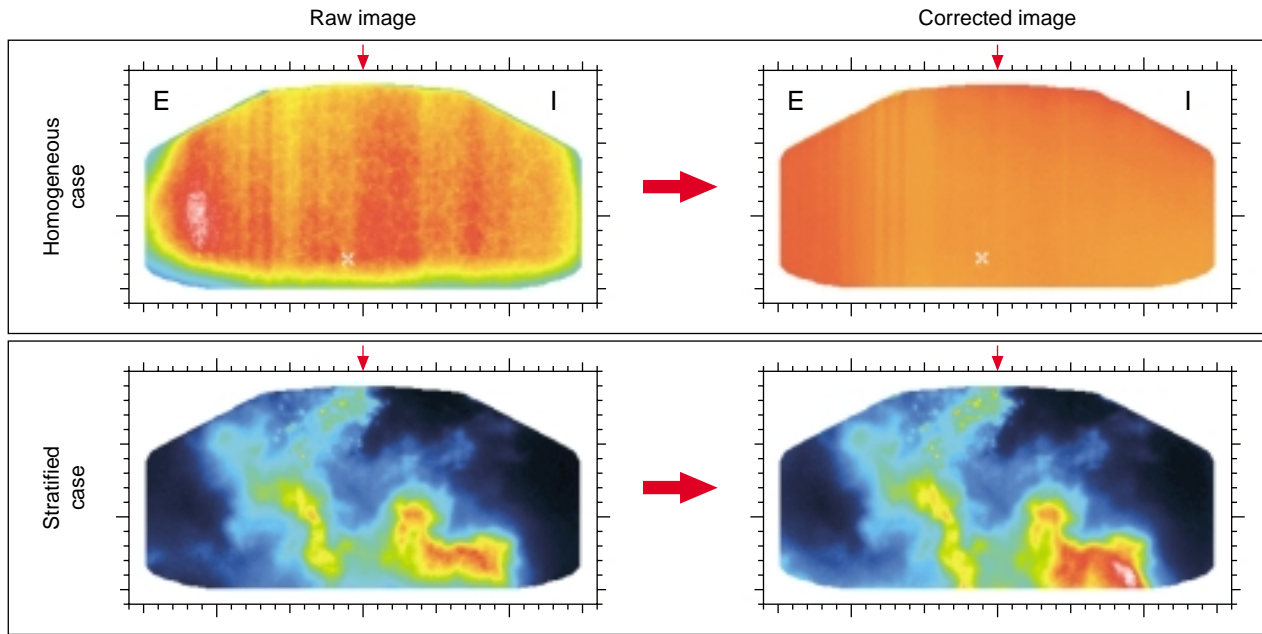 Raw image
Corrected image
E
I
E
I
Homogeneous
case
Stratified
case